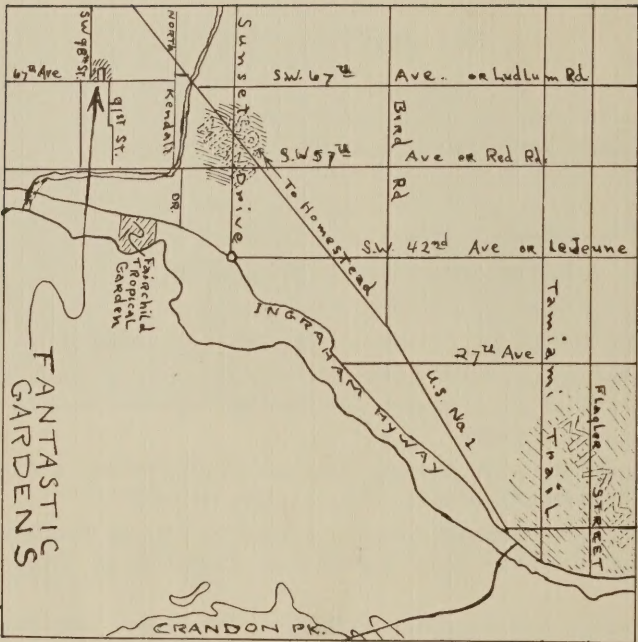 S.W. 98th St.
NORTH
Kendall
DR.
Sunset
Drive
67th Ave
91st St.
S.W. 67th Ave. or Ludlum Rd.
Bird Rd
S.W 57th Ave or Red Rd.
To Homestead
S.W. 42nd Ave or LeJeune
Fairchild
TROPICAL
GARDEN
INGRAHAM HYWAY
27th Ave
U.S. No.1
Tamiami Trail
Flagler STREET
FANTASTIC
GARDENS
CRANDON PK.